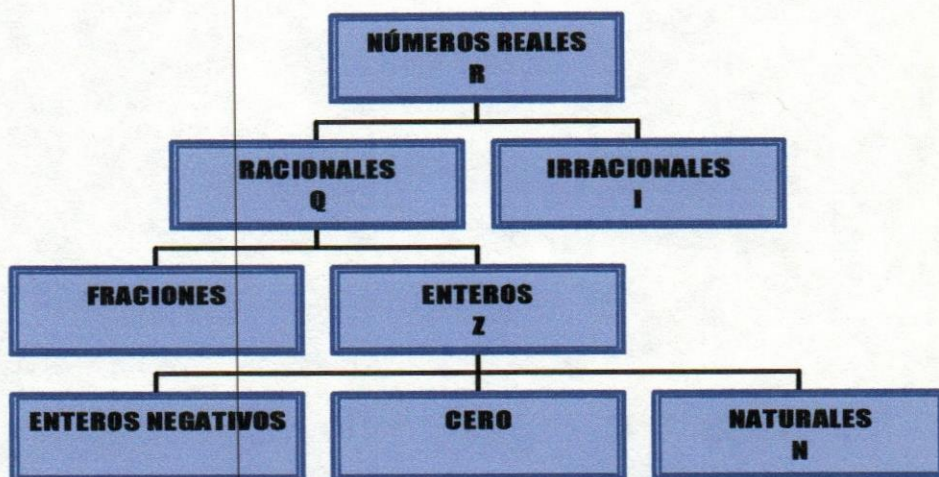 NÚMEROS REALES
R
RACIONALES
Q
IRRACIONALES
I
FRACIONES
ENTEROS
Z
ENTEROS NEGATIVOS
CERO
NATURALES
N